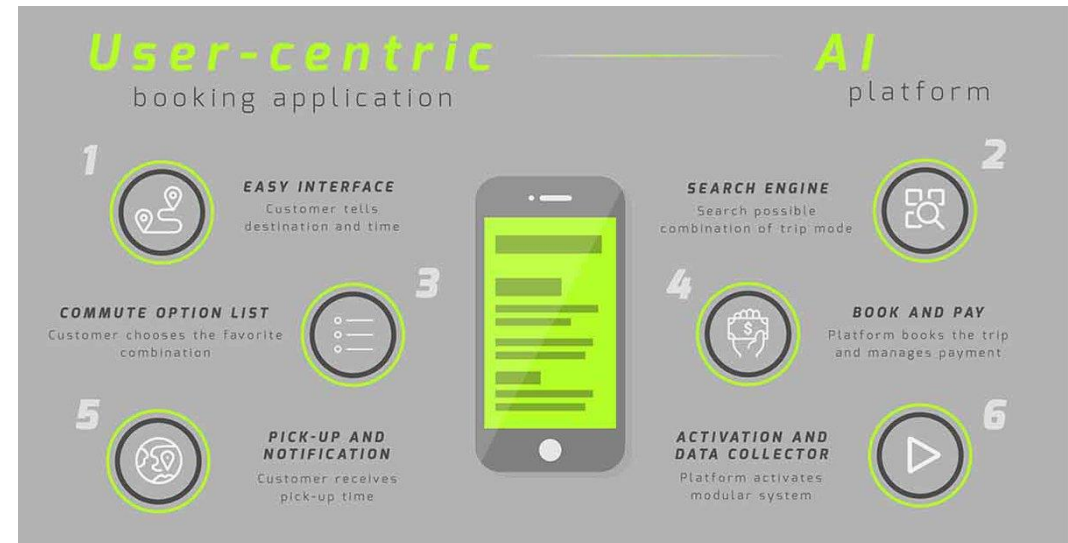 User-centric
booking application
AI
platform
1
EASY INTERFACE
Customer tells
destination and time
2
SEARCH ENGINE
Search possible
combination of trip mode
3
COMMUTE OPTION LIST
Customer chooses the favorite
combination
4
BOOK AND PAY
Platform books the trip
and manages payment
5
PICK-UP AND
NOTIFICATION
Customer receives
pick-up time
6
ACTIVATION AND
DATA COLLECTOR
Platform activates
modular system
$